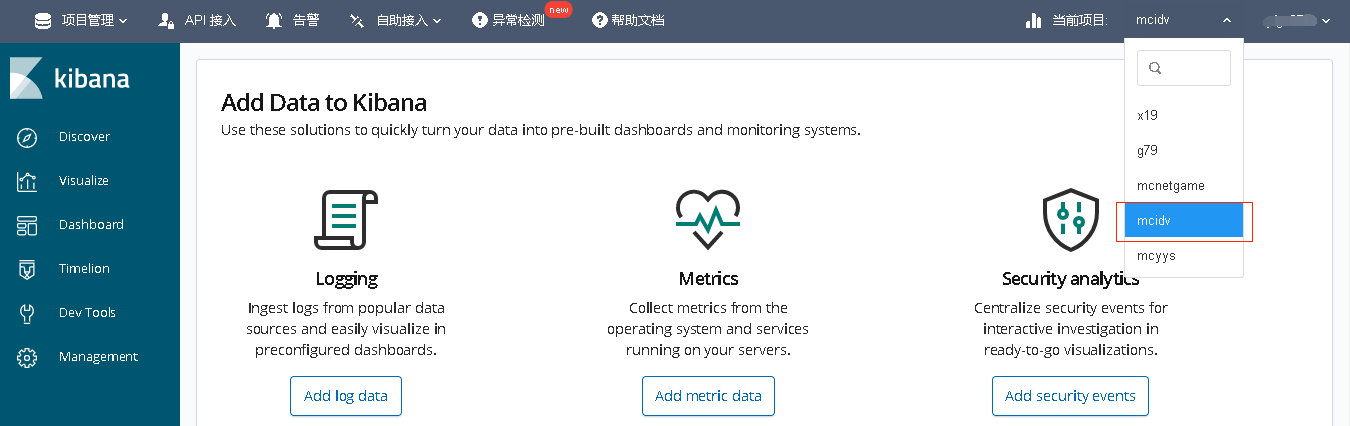 项目管理
API 接入
告警
自助接入
异常检测
new
帮助文档
当前项目:
mcidv
kibana
Discover
Visualize
Dashboard
Timelion
Dev Tools
Management
Add Data to Kibana
Use these solutions to quickly turn your data into pre-built dashboards and monitoring systems.
Logging
Ingest logs from popular data
sources and easily visualize in
preconfigured dashboards.
Add log data
Metrics
Collect metrics from the
operating system and services
running on your servers.
Add metric data
Security analytics
Centralize security events for
interactive investigation in
ready-to-go visualizations.
Add security events
x19
g79
mcnetgame
mcidv
mcyys